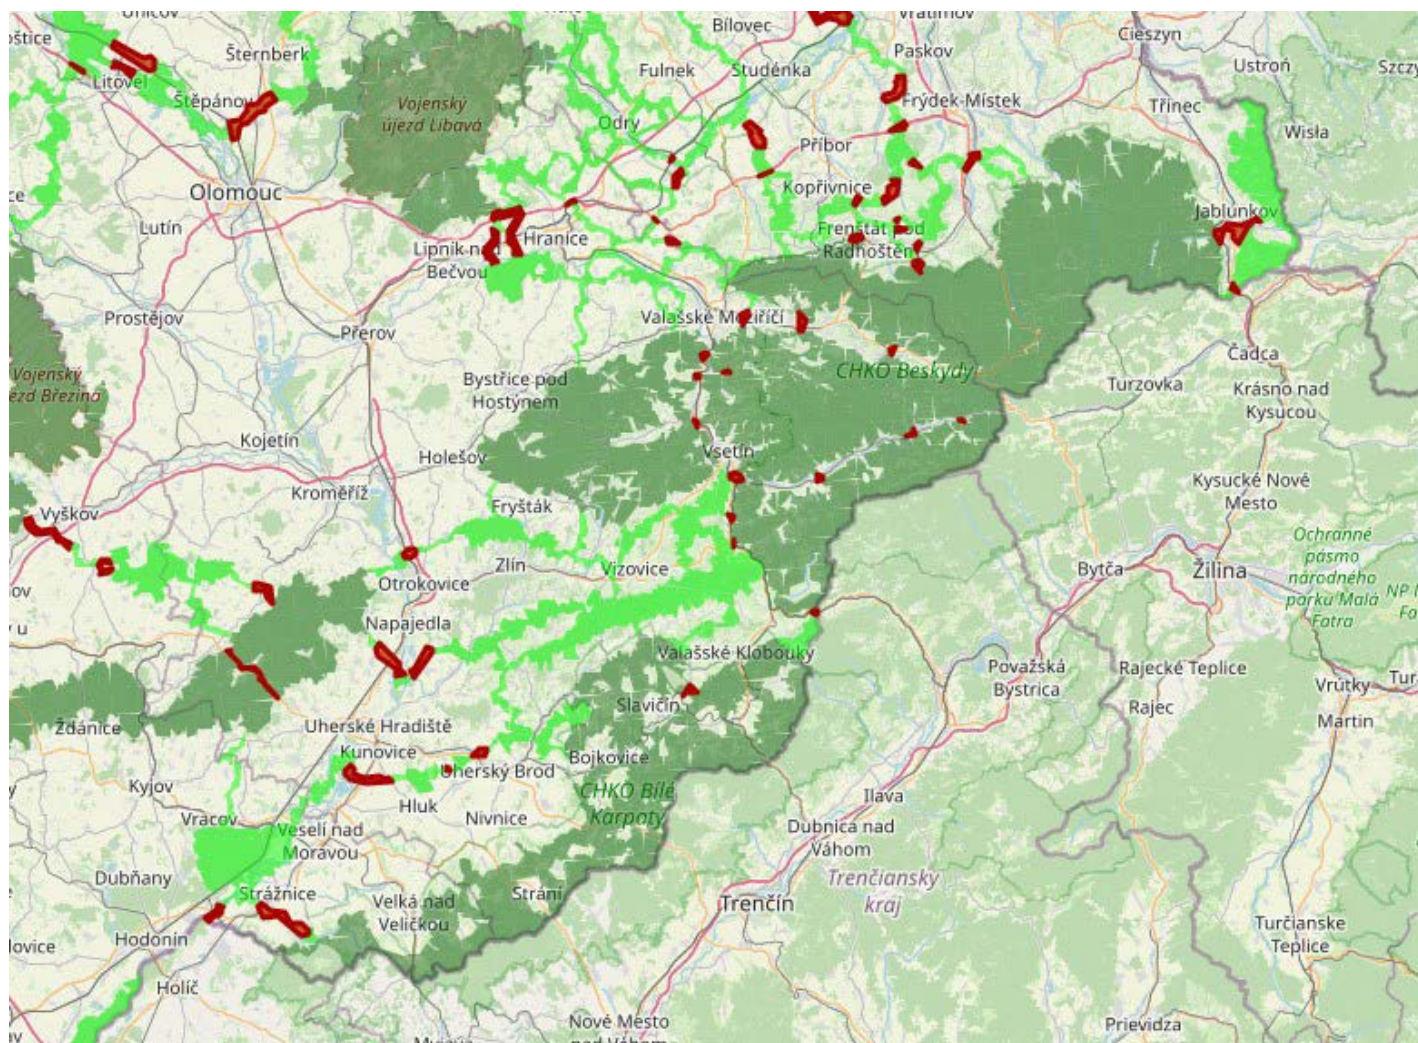 Bílovec
Vratimov
Cieszyn
Šternberk
Paskov
Litovel
Fulnek
Studénka
Ustroń
Štěpánov
Vojenský
újezd Libavá
Frýdek-Místek
Třinec
Odry
Wisła
Příbor
Olomouc
Kopřivnice
Jablunkov
Lutín
Lipník n
Bečvou
Hranice
Frenštát pod
Radhoštěm
Prostějov
Přerov
Valašské Meziříčí
Čadca
Vojenský
ézd Březina
Bystřice pod
Hostýnem
CHKO Beskydy
Turzovka
Krásno nad
Kysucou
Kojetín
Holešov
Vsetín
Kroměříž
Fryšták
Kysucké Nové
Mesto
Vyškov
Ochranné
pásmo
národného
parku Malá
Fatra
NP
Otrokovice
Zlín
Vizovice
Bytča
Žilina
Napajedla
Valašské Klobouky
Považská
Bystrica
Rajecké Teplice
Vrútky
Slavičín
Rajec
Martin
Ždánice
Uherské Hradiště
Kunovice
Uherský Brod
Bojkovice
Kyjov
Hluk
Nivnice
CHKO Bílé
Karpaty
Ilava
Vracov
Veselí nad
Moravou
Dubnica nad
Váhom
Dubňany
Strážnice
Velká nad
Veličkou
Strání
Trenčín
Trenčiansky
kraj
Hodonín
Turčianske
Teplice
Holíč
Nové Mesto
nad Váhom
Prievidza